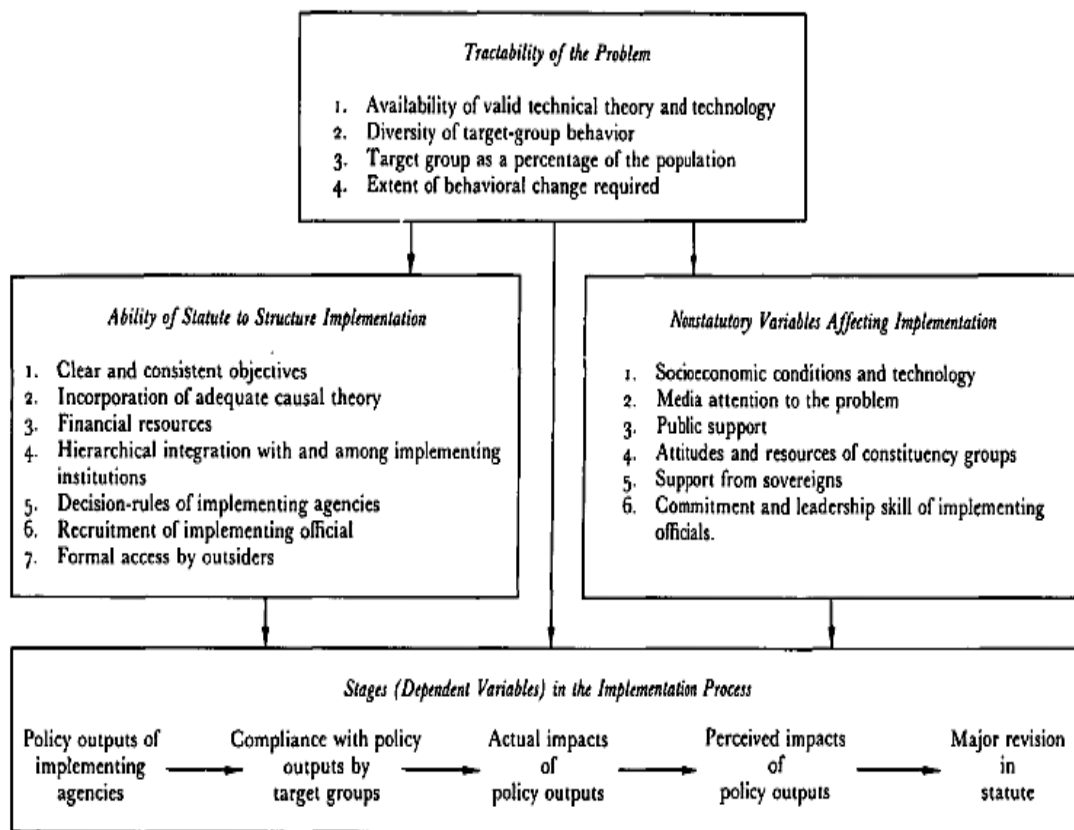 Tractability of the Problem
1. Availability of valid technical theory and technology
2. Diversity of target-group behavior
3. Target group as a percentage of the population
4. Extent of behavioral change required
Ability of Statute to Structure Implementation
1. Clear and consistent objectives
2. Incorporation of adequate causal theory
3. Financial resources
4. Hierarchical integration with and among implementing
institutions
5. Decision-rules of implementing agencies
6. Recruitment of implementing official
7. Formal access by outsiders
Nonstatutory Variables Affecting Implementation
1. Socioeconomic conditions and technology
2. Media attention to the problem
3. Public support
4. Attitudes and resources of constituency groups
5. Support from sovereigns
6. Commitment and leadership skill of implementing
officials.
Stages (Dependent Variables) in the Implementation Process
Policy outputs of
implementing
agencies
Compliance with policy
outputs by
target groups
Actual impacts
of
policy outputs
Perceived impacts
of
policy outputs
Major revision
in
statute